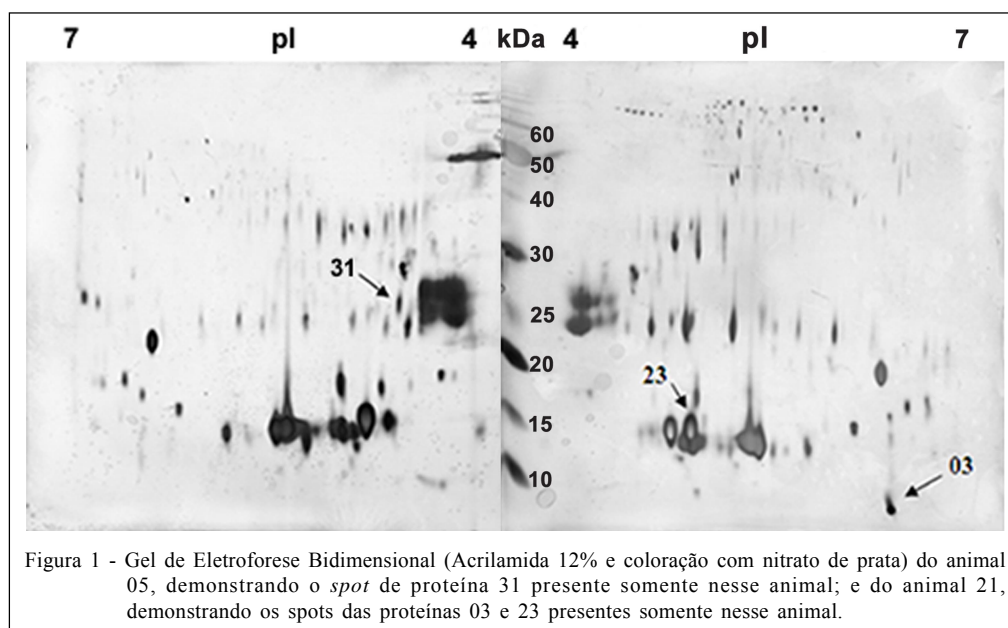 7 pI 4 kDa 4 pI 7
60
50
40
30
31
25
20
23
15
10
03
Figura 1 - Gel de Eletroforese Bidimensional (Acrilamida 12% e coloração com nitrato de prata) do animal
05, demonstrando o spot de proteína 31 presente somente nesse animal; e do animal 21,
demonstrando os spots das proteínas 03 e 23 presentes somente nesse animal.